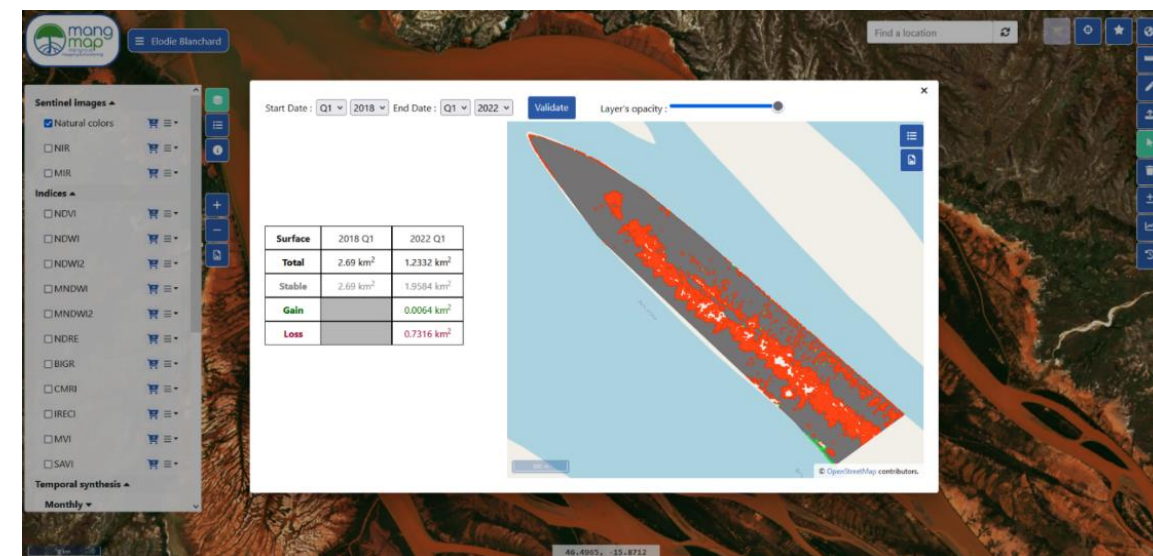 mang
map
Elodie Blanchard
Find a location
Sentinel Images
Natural colors
NIR
MIR
Indices
NDVI
NDWI
NDWI2
MNDWI
MNDWI2
NDRE
BIGR
CMRI
IRECI
MVI
SAVI
Temporal synthesis
Monthly
Start Date : Q1 2018 End Date : Q1 2022 Validate Layer's opacity :
Surface 2018 Q1 2022 Q1
Total 2.69 km² 1.2332 km²
Stable 2.69 km² 1.9584 km²
Gain 0.0064 km²
Loss 0.7316 km²
© OpenStreetMap contributors.
46.4965, -15.8712